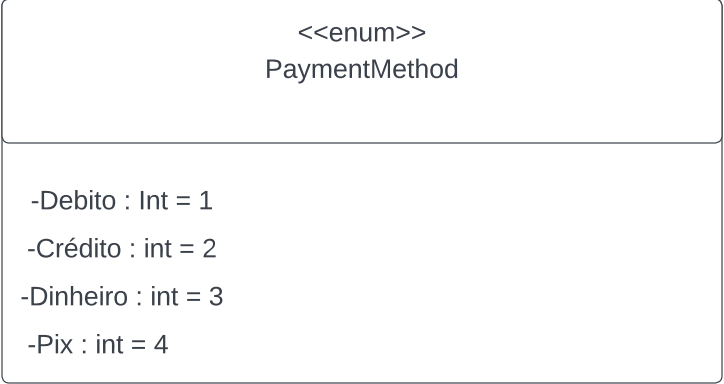 <<enum>>
PaymentMethod
-Debito : Int = 1
-Crédito : int = 2
-Dinheiro : int = 3
-Pix : int = 4